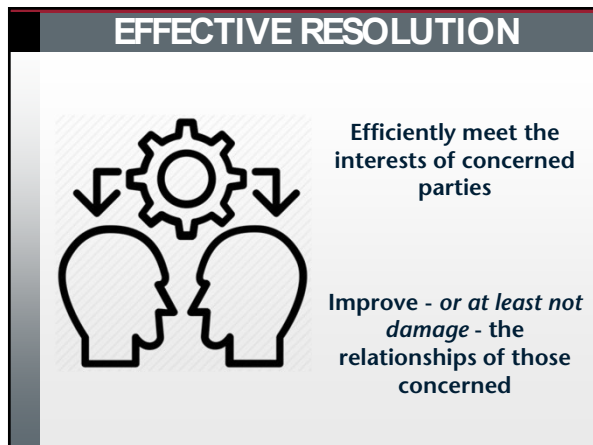 EFFECTIVE RESOLUTION
Efficiently meet the
interests of concerned
parties
Improve - or at least not
damage - the
relationships of those
concerned